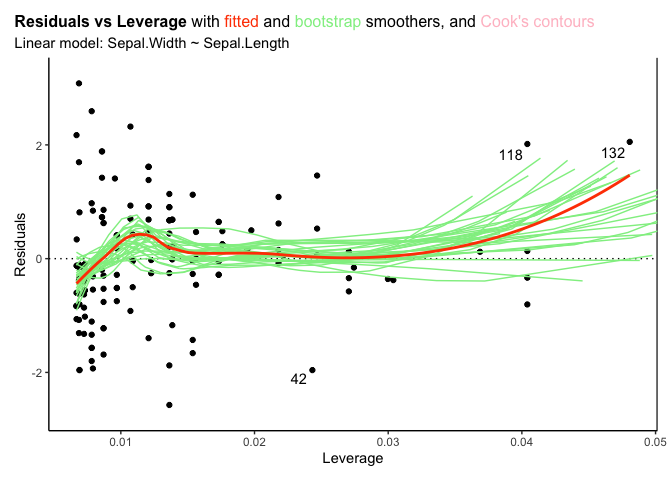 Residuals vs Leverage with fitted and bootstrap smoothers, and Cook's contours
Linear model: Sepal.Width ~ Sepal.Length
2
118
132
Residuals
0
-2
42
0.01
0.02
0.03
0.04
0.05
Leverage